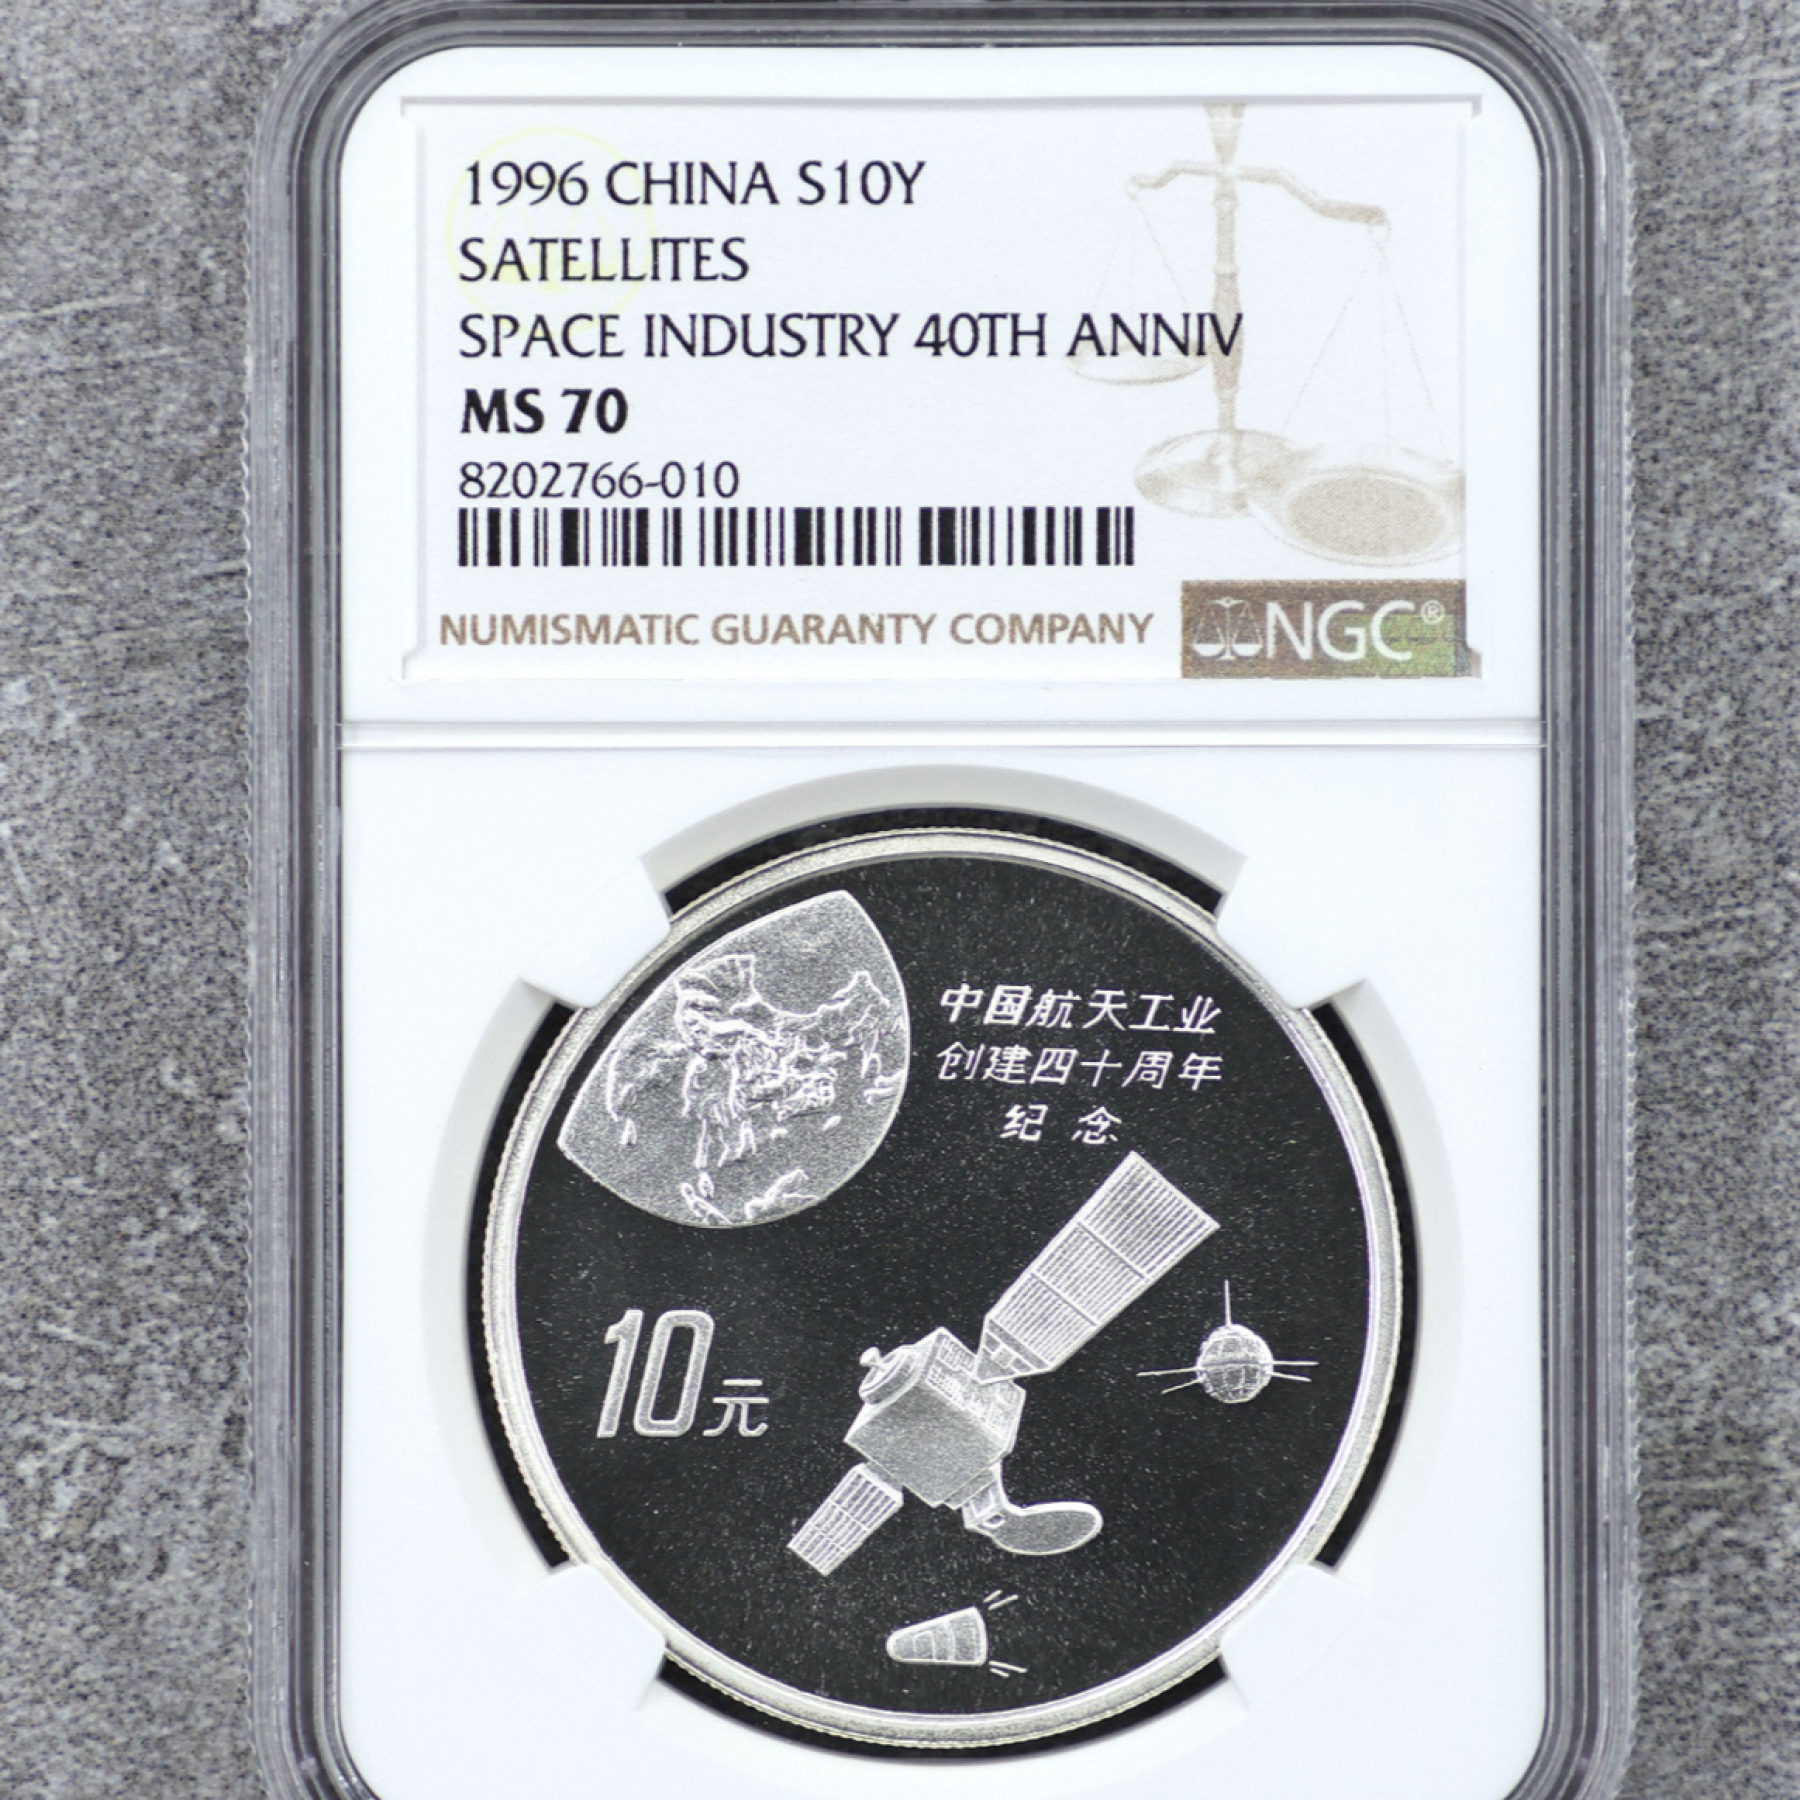 1996 CHINA S10Y
SATELLITES
SPACE INDUSTRY 40TH ANNIV
MS 70
8202766-010
NUMISMATIC GUARANTY COMPANY
NGC®
中国航天工业
创建四十周年
纪念
10元